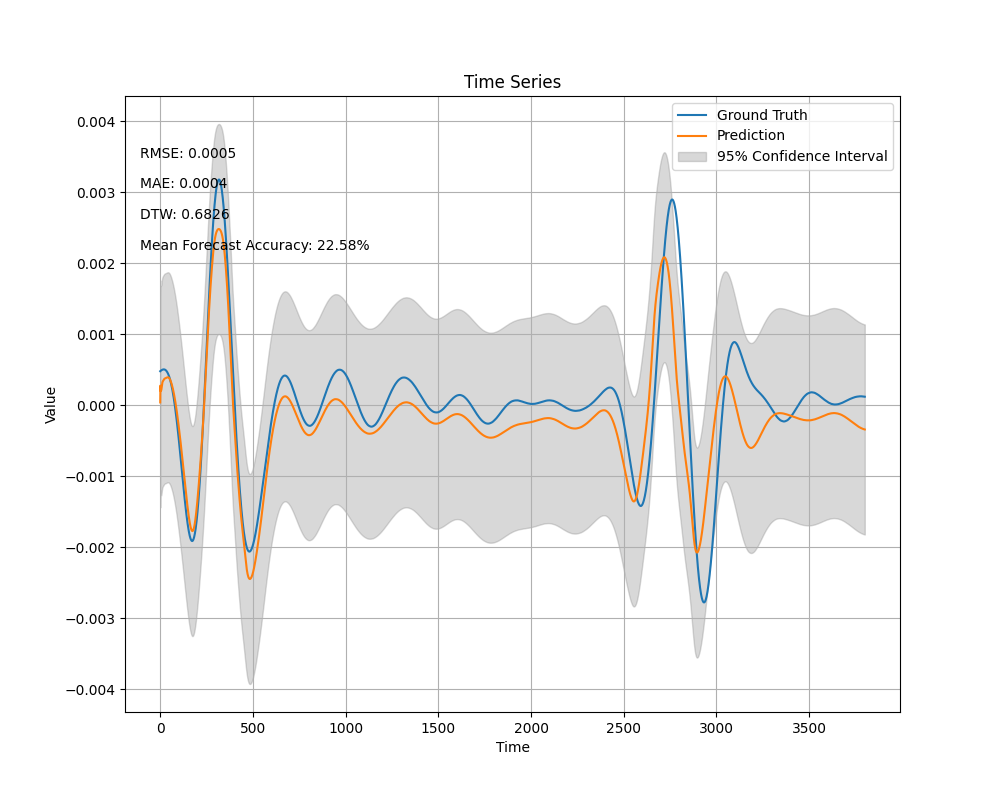 Time Series
Ground Truth
Prediction
95% Confidence Interval
RMSE: 0.0005
MAE: 0.0004
DTW: 0.6826
Mean Forecast Accuracy: 22.58%
Value
0.004
0.003
0.002
0.001
0.000
−0.001
−0.002
−0.003
−0.004
0 500 1000 1500 2000 2500 3000 3500
Time